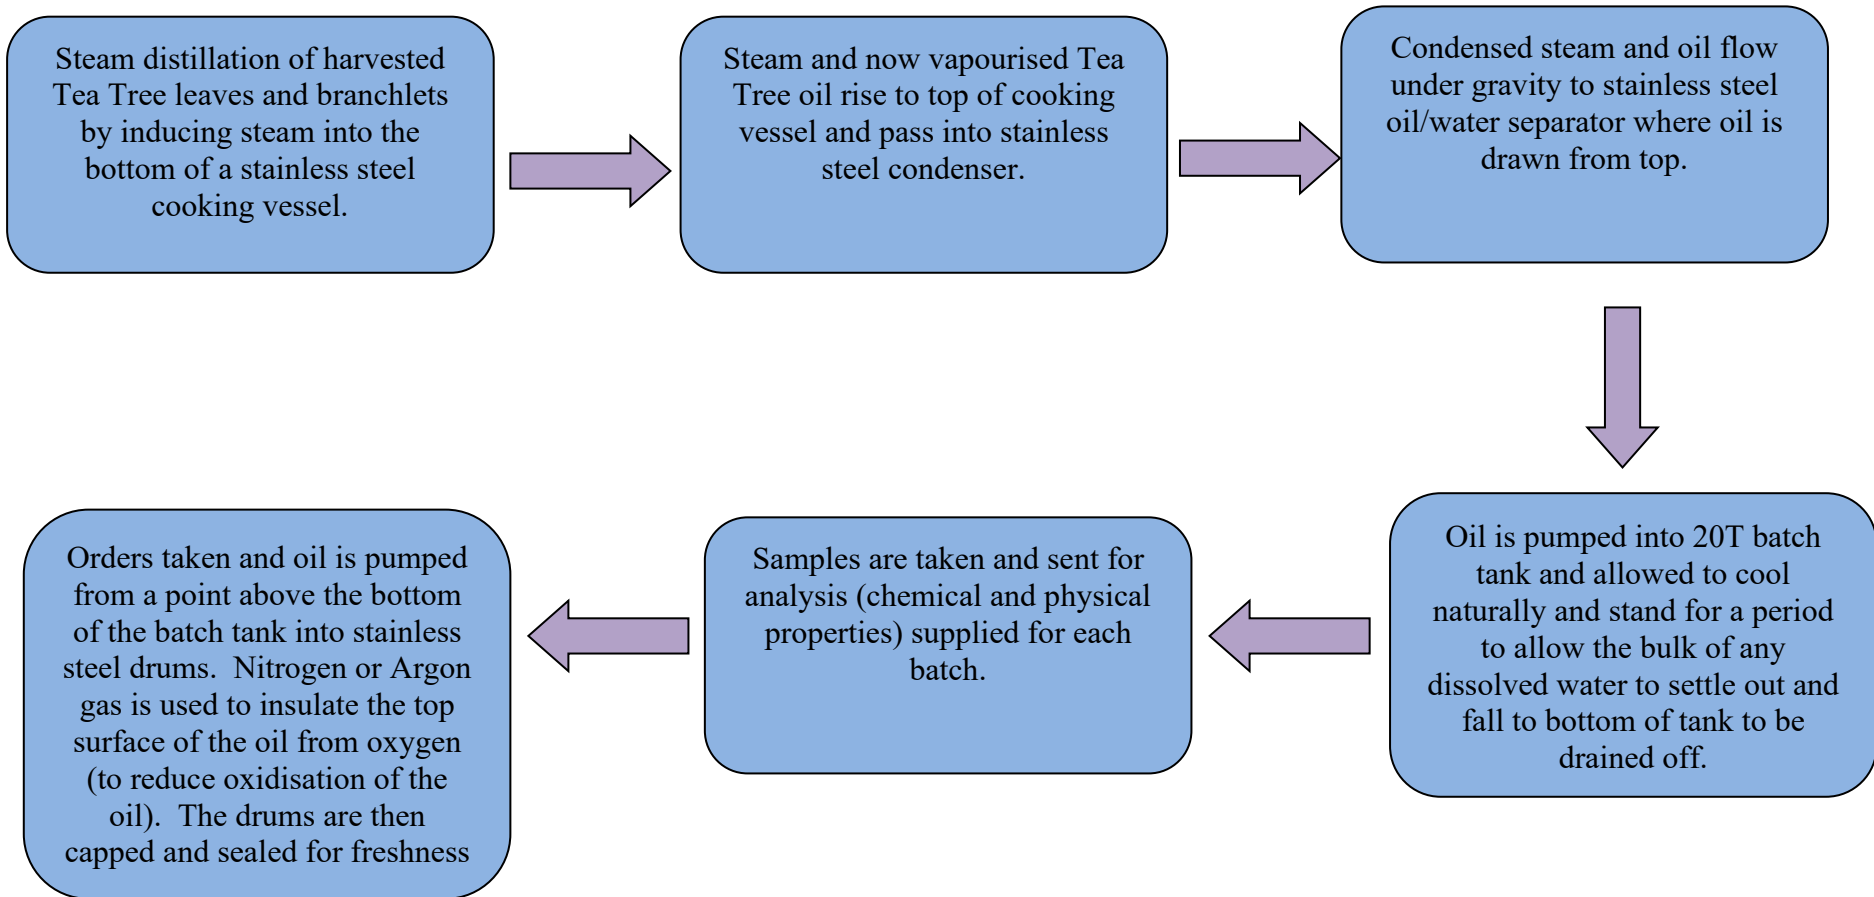 Steam distillation of harvested
Tea Tree leaves and branchlets
by inducing steam into the
bottom of a stainless steel
cooking vessel.
Steam and now vapourised Tea
Tree oil rise to top of cooking
vessel and pass into stainless
steel condenser.
Condensed steam and oil flow
under gravity to stainless steel
oil/water separator where oil is
drawn from top.
Oil is pumped into 20T batch
tank and allowed to cool
naturally and stand for a period
to allow the bulk of any
dissolved water to settle out and
fall to bottom of tank to be
drained off.
Samples are taken and sent for
analysis (chemical and physical
properties) supplied for each
batch.
Orders taken and oil is pumped
from a point above the bottom
of the batch tank into stainless
steel drums.  Nitrogen or Argon
gas is used to insulate the top
surface of the oil from oxygen
(to reduce oxidisation of the
oil).  The drums are then
capped and sealed for freshness